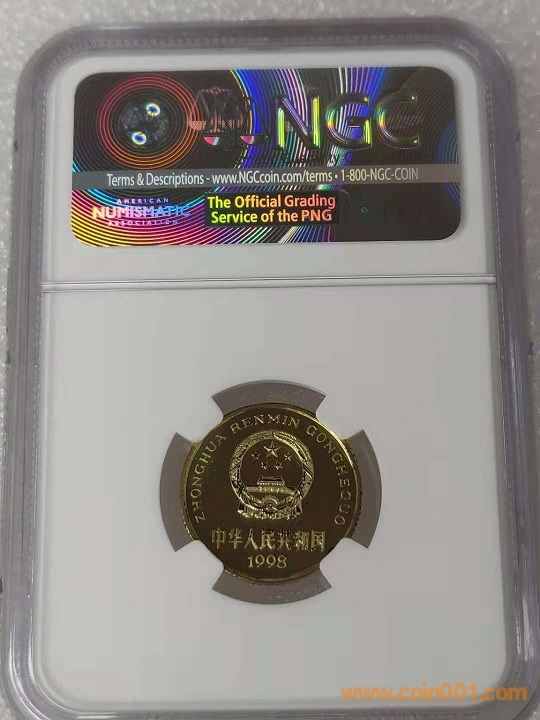 NGC
Terms & Descriptions - www.NGCcoin.com/terms • 1-800-NGC-COIN
AMERICAN
NUMISMATIC
ASSOCIATION
The Official Grading
Service of the PNG
ZHONGHUA RENMIN GONGHEGUO
中华人民共和国
1998
www.coin001.com